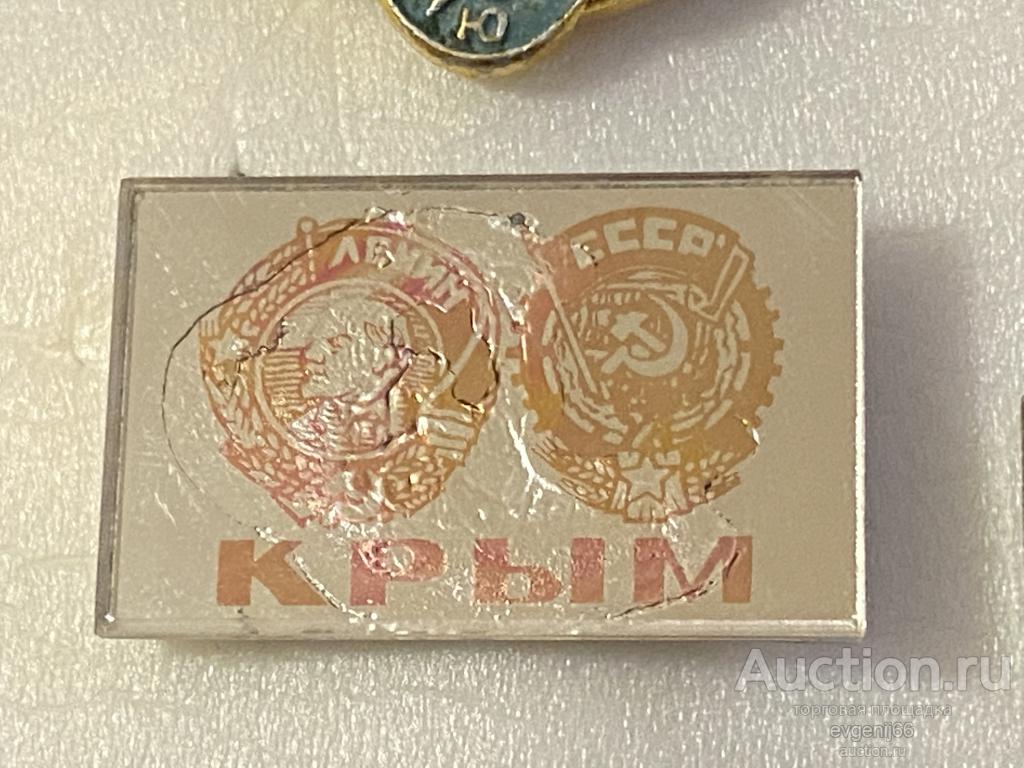 Ю
ЛЕНИН
СССР
КРЫМ
Auction.ru
торговая площадка
evgenij66
auction.ru